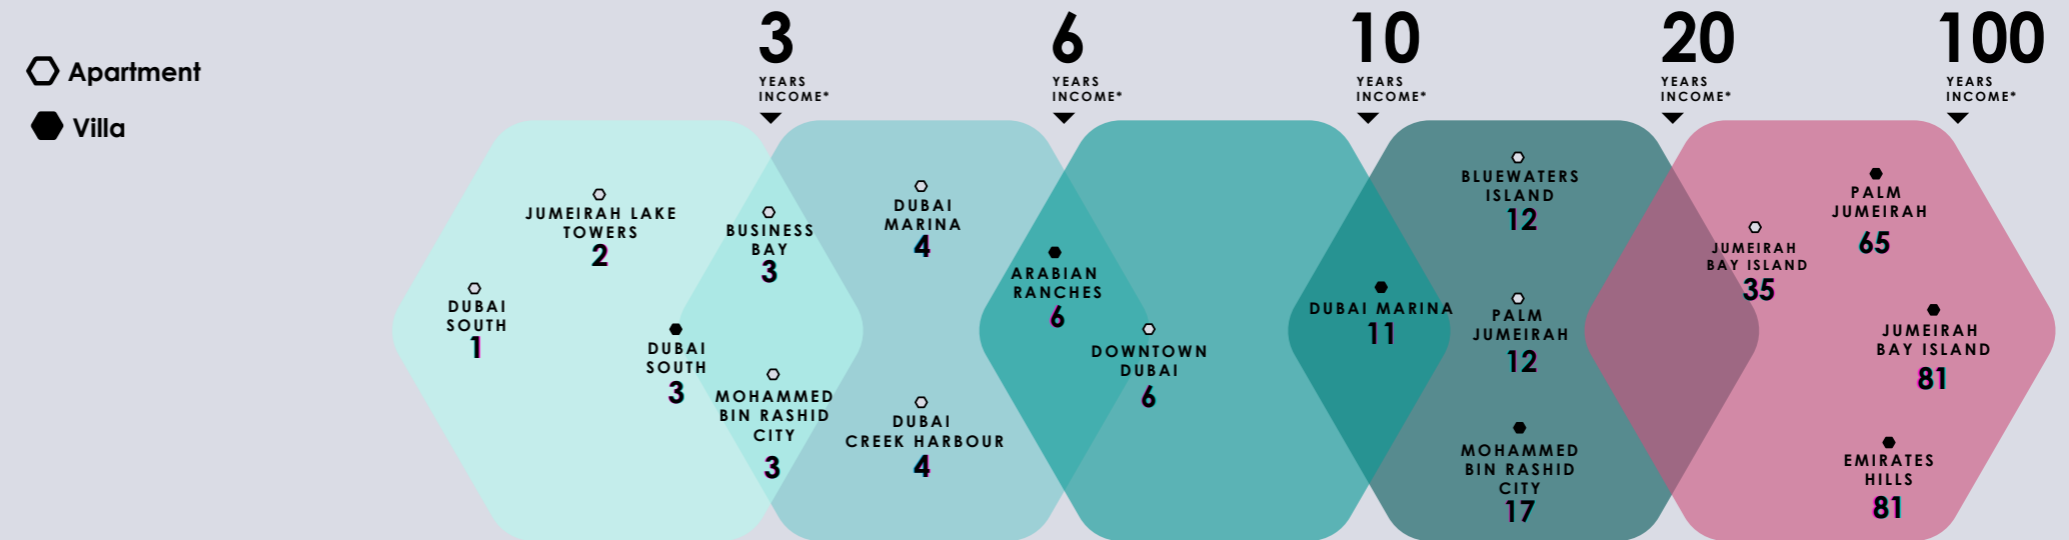 Apartment
Villa
3
YEARS
INCOME*
6
YEARS
INCOME*
10
YEARS
INCOME*
20
YEARS
INCOME*
100
YEARS
INCOME*
DUBAI
SOUTH
1
JUMEIRAH LAKE
TOWERS
2
DUBAI
SOUTH
3
BUSINESS
BAY
3
MOHAMMED
BIN RASHID
CITY
3
DUBAI
MARINA
4
DUBAI
CREEK HARBOUR
4
ARABIAN
RANCHES
6
DOWNTOWN
DUBAI
6
DUBAI MARINA
11
BLUEWATERS
ISLAND
12
PALM
JUMEIRAH
12
MOHAMMED
BIN RASHID
CITY
17
JUMEIRAH
BAY ISLAND
35
PALM
JUMEIRAH
65
JUMEIRAH
BAY ISLAND
81
EMIRATES
HILLS
81